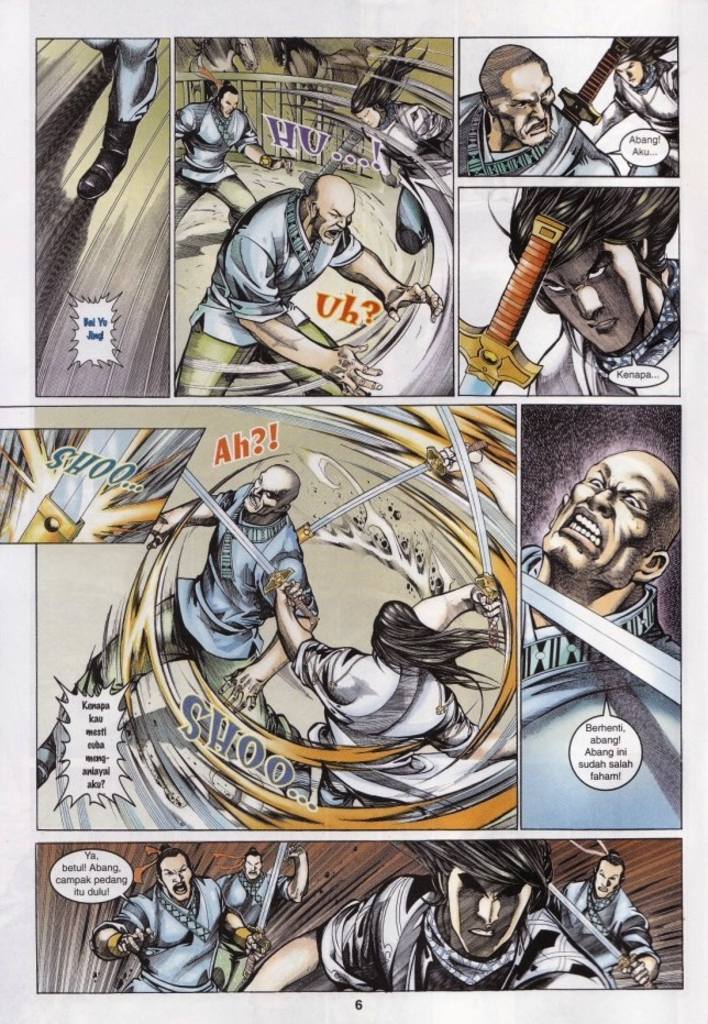 Bai Yu
Jing!
HU....!
Uh?
Abang!
Aku...
Kenapa...
SHOO...
Ah?!
SHOO...!
Kenapa
kau
mesti
cuba
meng-
aniayai
aku?
Berhenti,
abang!
Abang ini
sudah salah
faham!
Ya,
betul! Abang,
campak pedang
itu dulu!
6